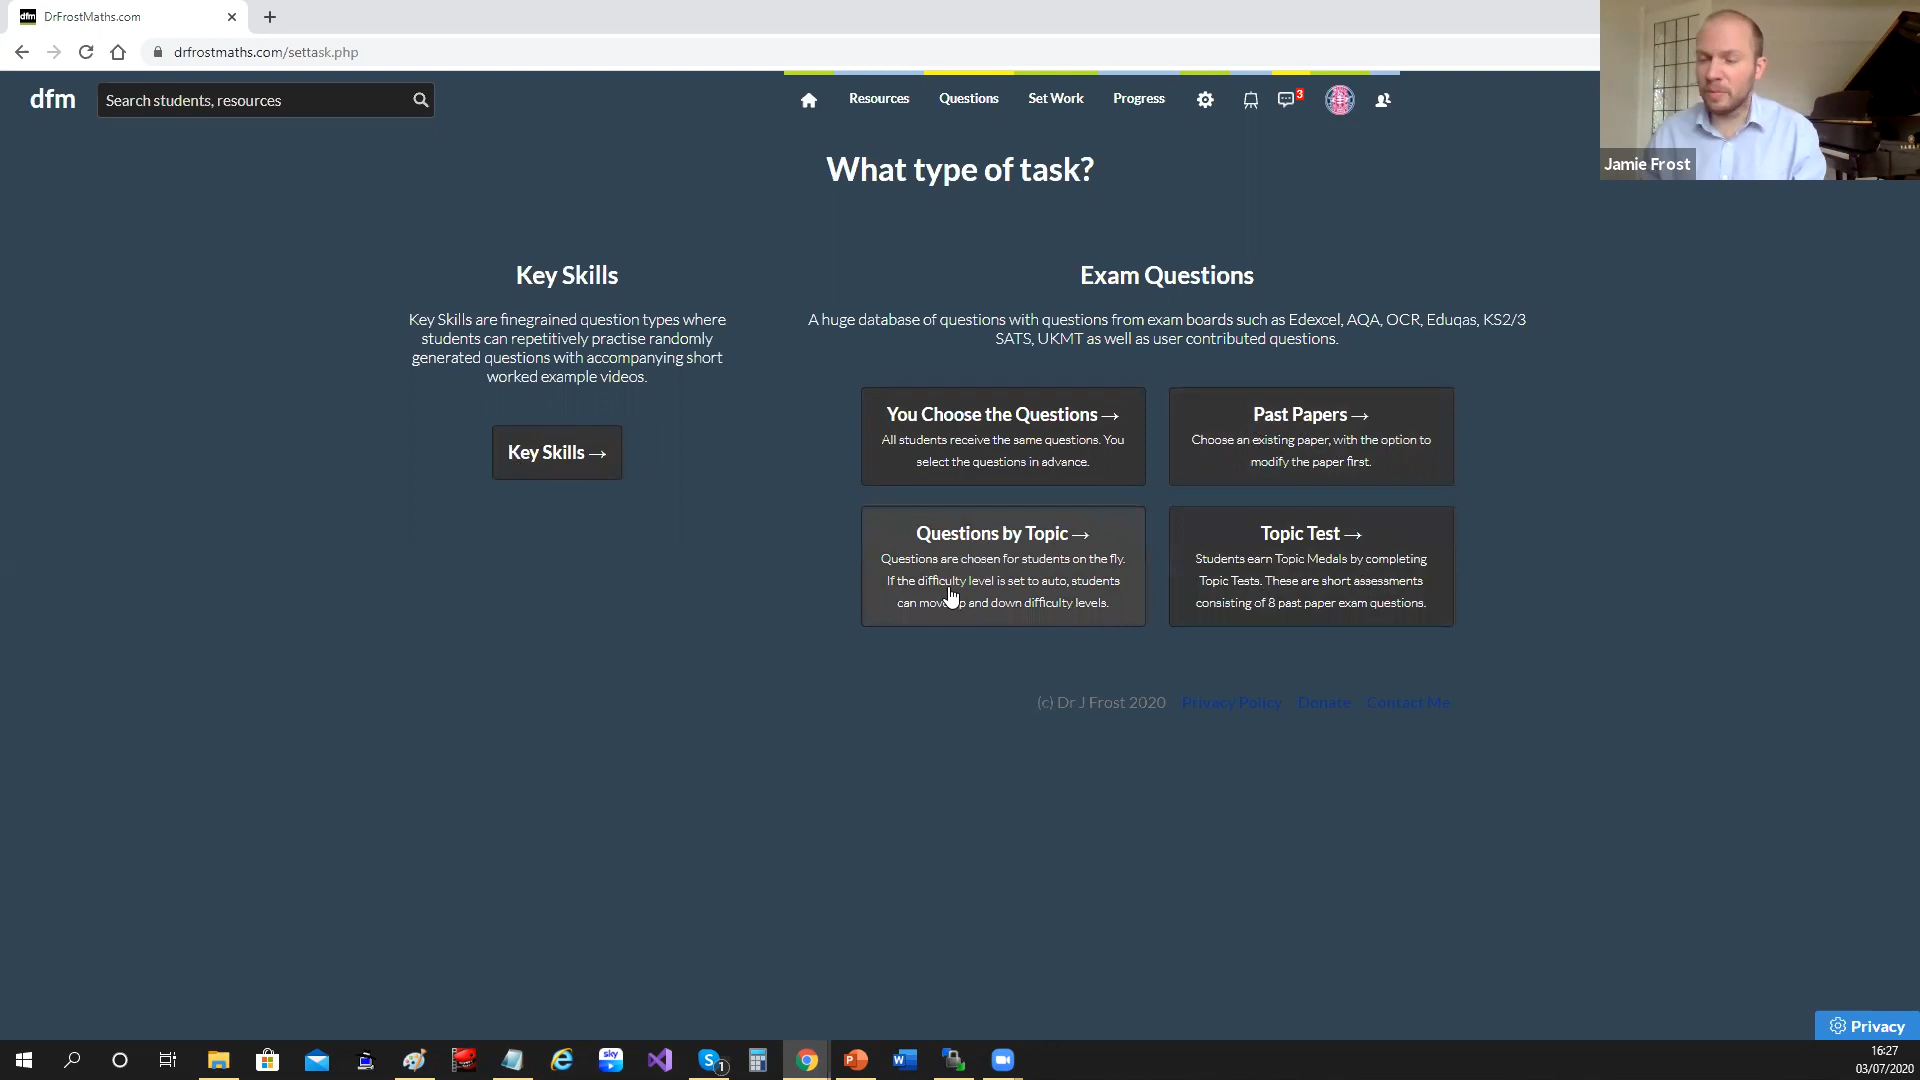 DrFrostMaths.com
drfrostmaths.com/settask.php
dfm
Search students, resources
Resources
Questions
Set Work
Progress
3
Jamie Frost
What type of task?
Key Skills
Key Skills are finegrained question types where
students can repetitively practise randomly
generated questions with accompanying short
worked example videos.
Key Skills →
Exam Questions
A huge database of questions with questions from exam boards such as Edexcel, AQA, OCR, Eduqas, KS2/3
SATS, UKMT as well as user contributed questions.
You Choose the Questions →
All students receive the same questions. You
select the questions in advance.
Past Papers →
Choose an existing paper, with the option to
modify the paper first.
Questions by Topic →
Questions are chosen for students on the fly.
If the difficulty level is set to auto, students
can move up and down difficulty levels.
Topic Test →
Students earn Topic Medals by completing
Topic Tests. These are short assessments
consisting of 8 past paper exam questions.
(c) Dr J Frost 2020 Privacy Policy Donate Contact Me
Privacy
sky
1
16:27
03/07/2020